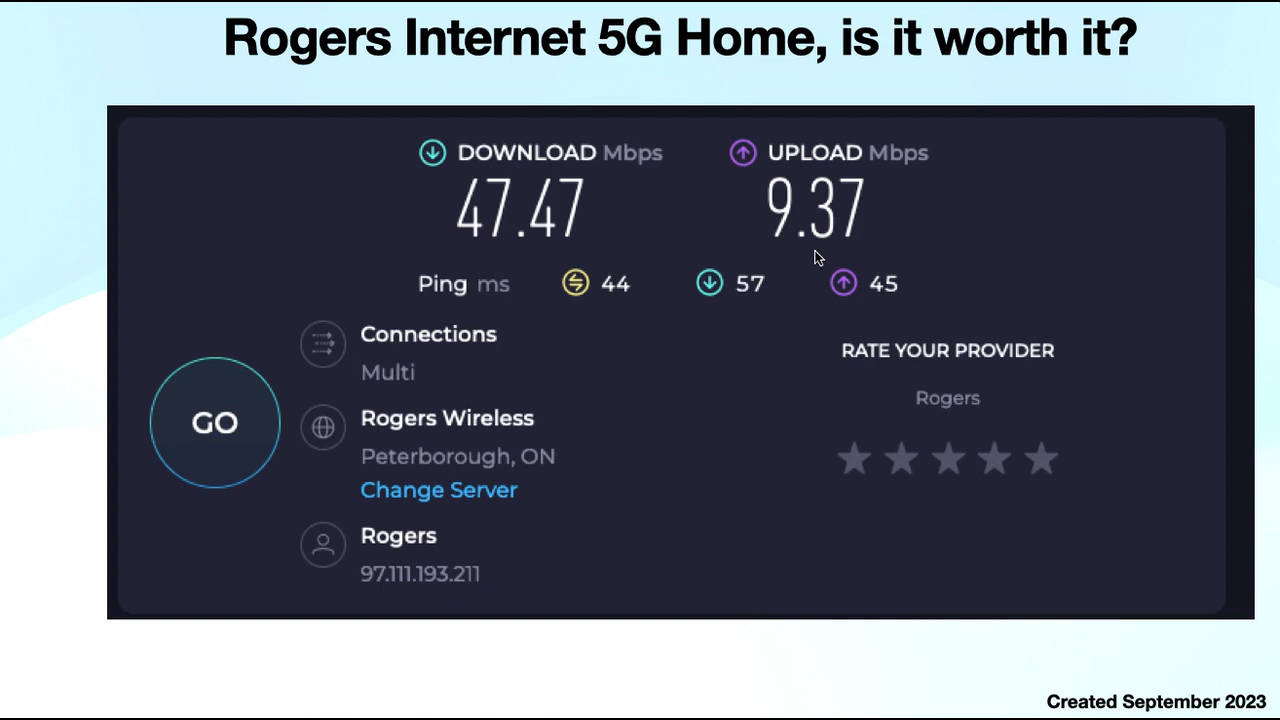 Rogers Internet 5G Home, is it worth it?
DOWNLOAD Mbps
UPLOAD Mbps
47.47
9.37
Ping ms 44 57 45
Connections
Multi
RATE YOUR PROVIDER
Rogers
GO
Rogers Wireless
Peterborough, ON
Change Server
Rogers
97.111.193.211
Created September 2023